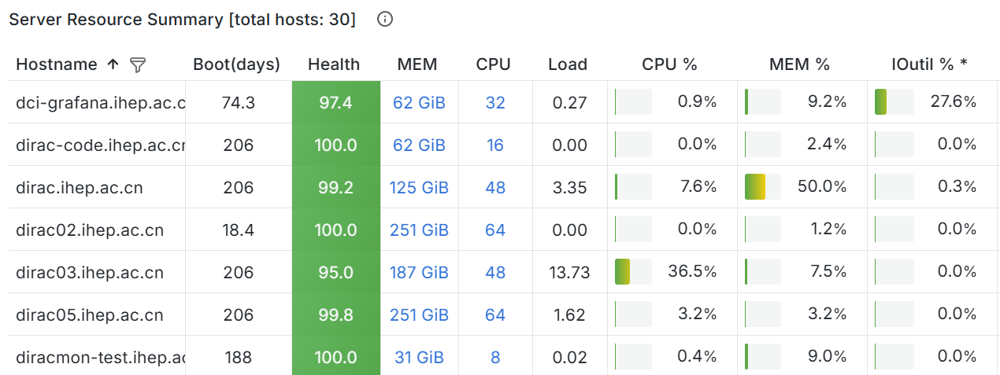 Server Resource Summary [total hosts: 30]
Hostname Boot(days) Health MEM CPU Load CPU % MEM % IOutil % *
dci-grafana.ihep.ac.c 74.3 97.4 62 GiB 32 0.27 0.9% 9.2% 27.6%
dirac-code.ihep.ac.cn 206 100.0 62 GiB 16 0.00 0.0% 2.4% 0.0%
dirac.ihep.ac.cn 206 99.2 125 GiB 48 3.35 7.6% 50.0% 0.3%
dirac02.ihep.ac.cn 18.4 100.0 251 GiB 64 0.00 0.0% 1.2% 0.0%
dirac03.ihep.ac.cn 206 95.0 187 GiB 48 13.73 36.5% 7.5% 0.0%
dirac05.ihep.ac.cn 206 99.8 251 GiB 64 1.62 3.2% 3.2% 0.0%
diracmon-test.ihep.ac 188 100.0 31 GiB 8 0.02 0.4% 9.0% 0.0%